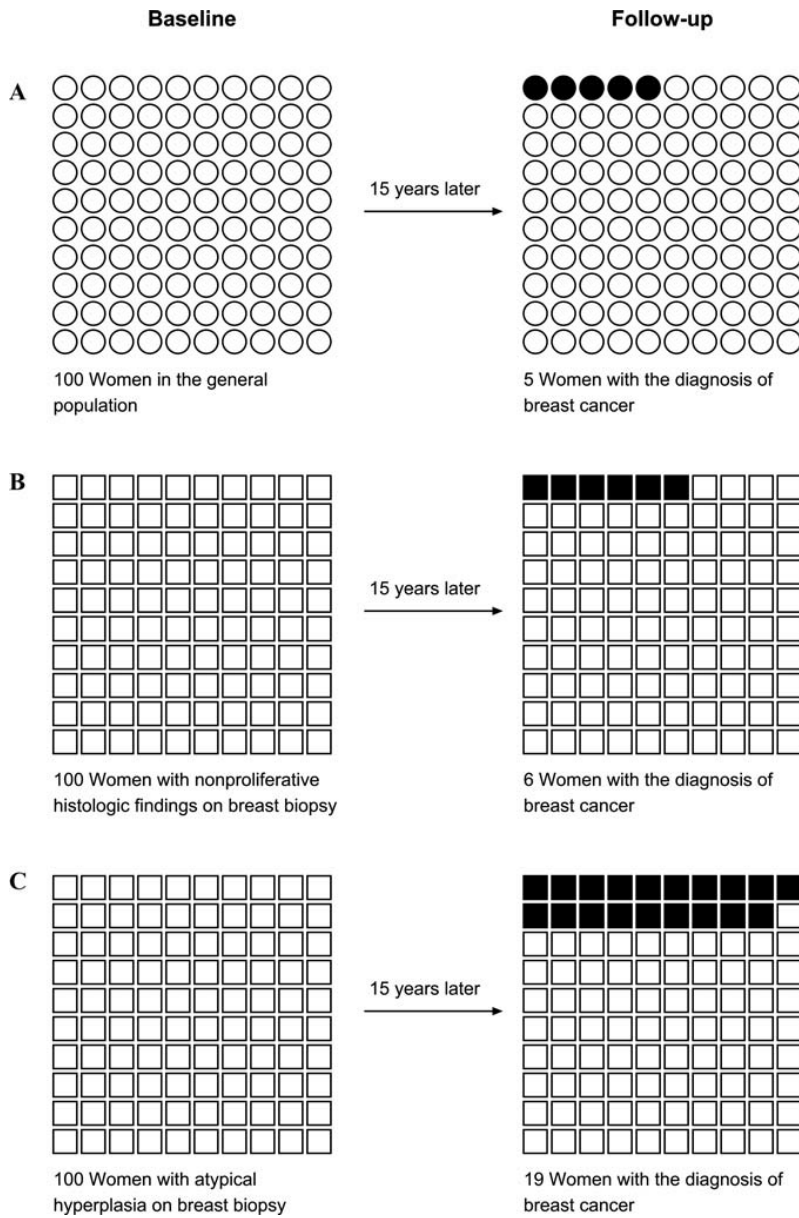 Baseline
Follow-up
A
15 years later
100 Women in the general
population
5 Women with the diagnosis of
breast cancer
B
15 years later
100 Women with nonproliferative
histologic findings on breast biopsy
6 Women with the diagnosis of
breast cancer
C
15 years later
100 Women with atypical
hyperplasia on breast biopsy
19 Women with the diagnosis of
breast cancer